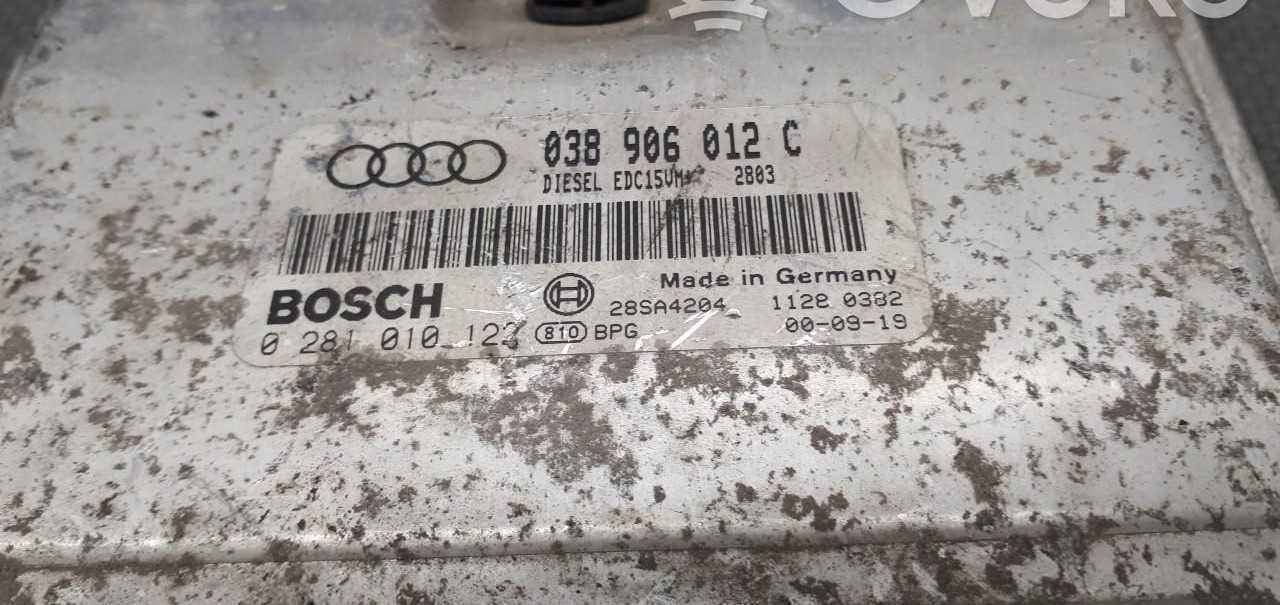 038 906 012 C
DIESEL EDC15VM+ 2803
Made in Germany
BOSCH
28SA4204 1128 0382
0 281 010 123 810 BPG 00-09-19